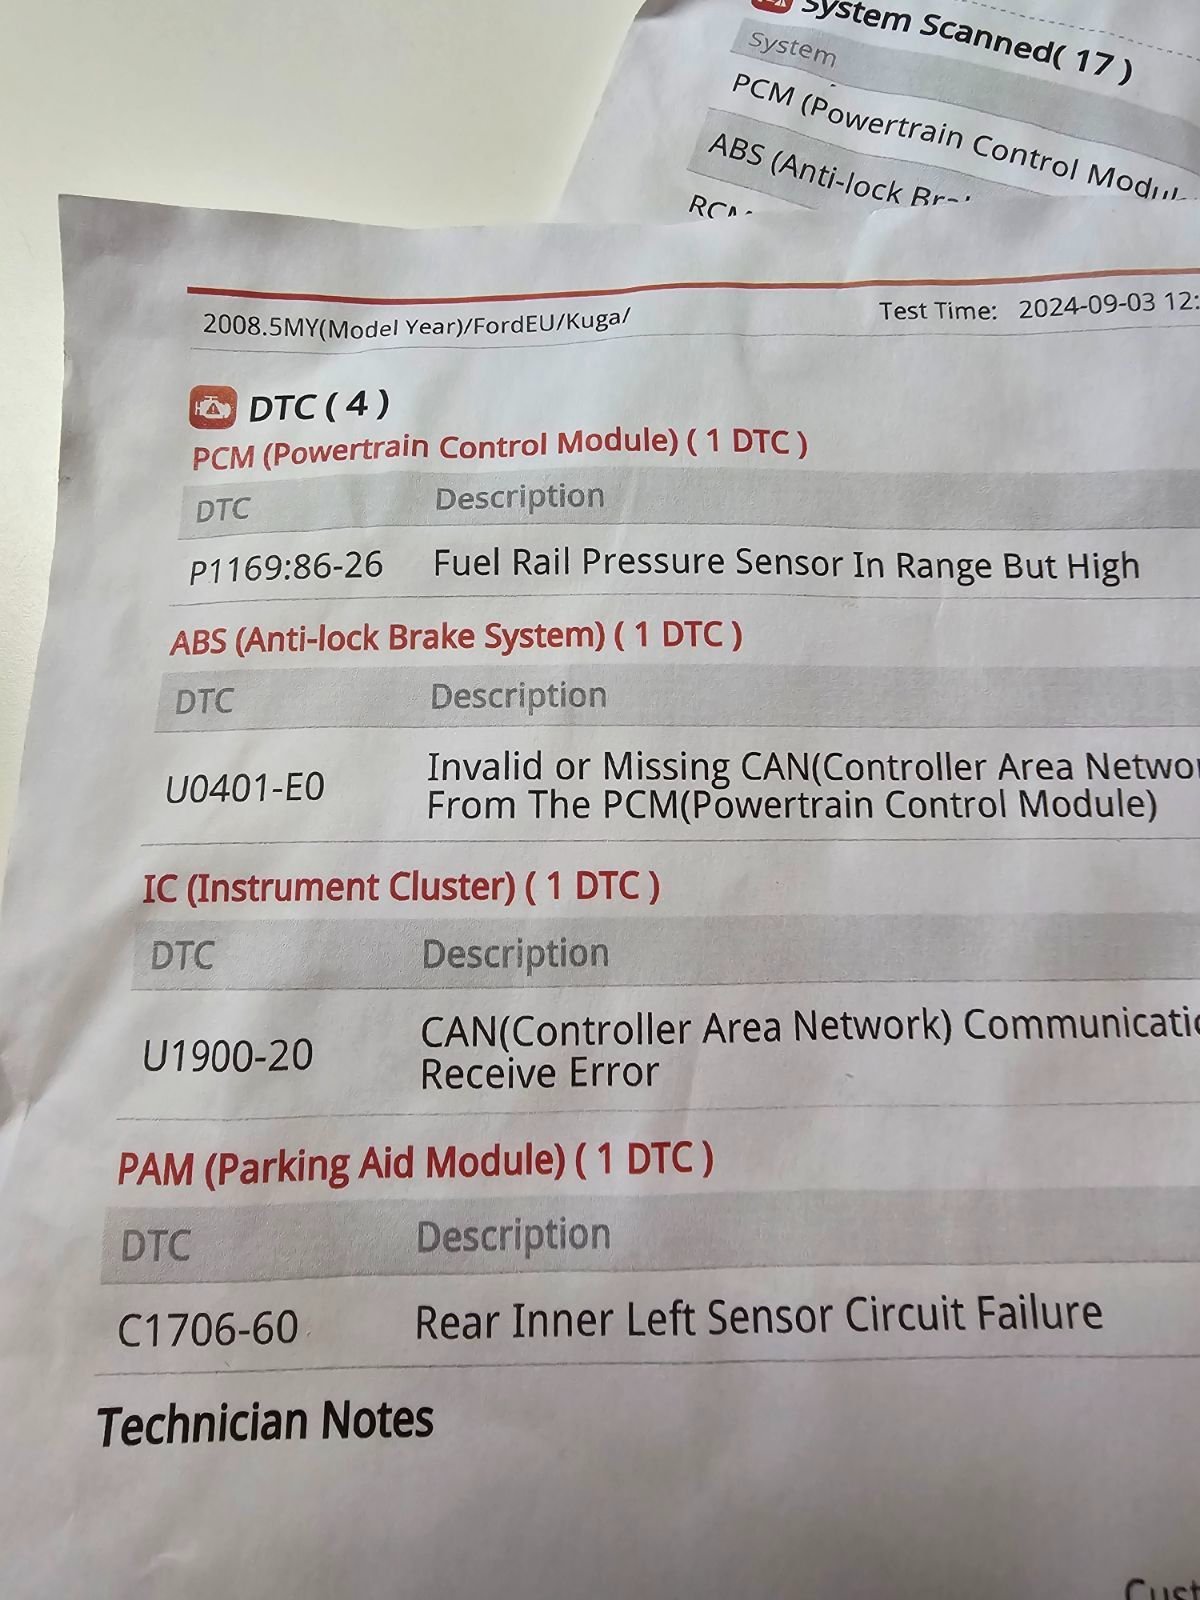 System Scanned( 17 )
System
PCM (Powertrain Control
ABS (Anti-lock
2008.5MY(Model Year)/FordEU/Kuga/ Test Time: 2024-09-03 12:
DTC ( 4 )
PCM (Powertrain Control Module) ( 1 DTC )
DTC Description
P1169:86-26 Fuel Rail Pressure Sensor In Range But High
ABS (Anti-lock Brake System) ( 1 DTC )
DTC Description
U0401-E0 Invalid or Missing CAN(Controller Area
From The PCM(Powertrain Control Module)
IC (Instrument Cluster) ( 1 DTC )
DTC Description
U1900-20 CAN(Controller Area Network)
Receive Error
PAM (Parking Aid Module) ( 1 DTC )
DTC Description
C1706-60 Rear Inner Left Sensor Circuit Failure
Technician Notes